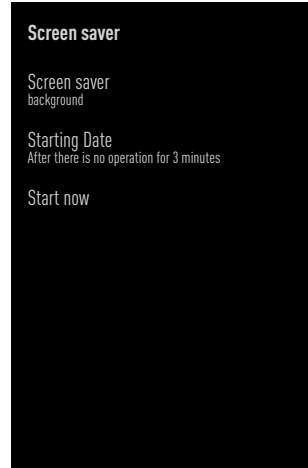 Screen saver
Screen saver
background
Starting Date
After there is no operation for 3 minutes
Start now